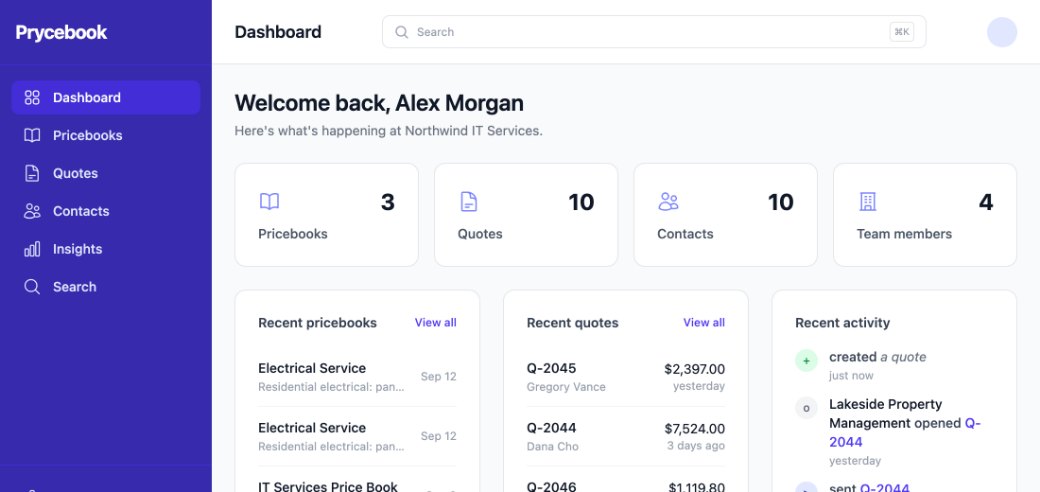 Prycebook
Dashboard
Pricebooks
Quotes
Contacts
Insights
Search
Dashboard
Search
⌘K
Welcome back, Alex Morgan
Here's what's happening at Northwind IT Services.
3
Pricebooks
10
Quotes
10
Contacts
4
Team members
Recent pricebooks
View all
Electrical Service
Residential electrical: pan...
Sep 12
Electrical Service
Residential electrical: pan...
Sep 12
IT Services Price Book
Recent quotes
View all
Q-2045
$2,397.00
Gregory Vance
yesterday
Q-2044
$7,524.00
Dana Cho
3 days ago
Q-2046
$1,119.80
Recent activity
+
created a quote
just now
O
Lakeside Property
Management opened Q-
2044
yesterday
sent Q-2044